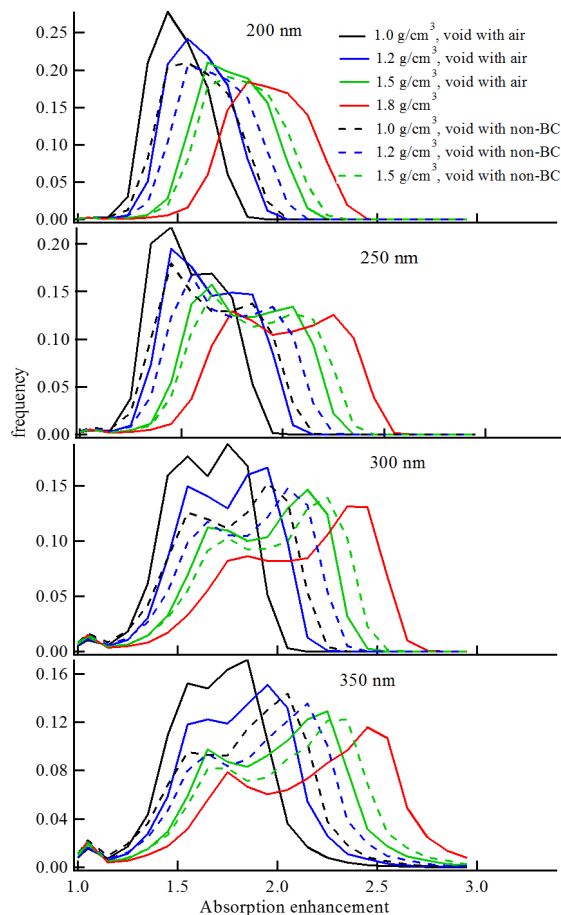 200 nm
1.0 g/cm³, void with air
1.2 g/cm³, void with air
1.5 g/cm³, void with air
1.8 g/cm³
1.0 g/cm³, void with non-BC
1.2 g/cm³, void with non-BC
1.5 g/cm³, void with non-BC
0.25
0.20
0.15
0.10
0.05
0.00
250 nm
0.20
0.15
0.10
0.05
0.00
frequency
300 nm
0.15
0.10
0.05
0.00
350 nm
0.16
0.12
0.08
0.04
0.00
1.0 1.5 2.0 2.5 3.0
Absorption enhancement